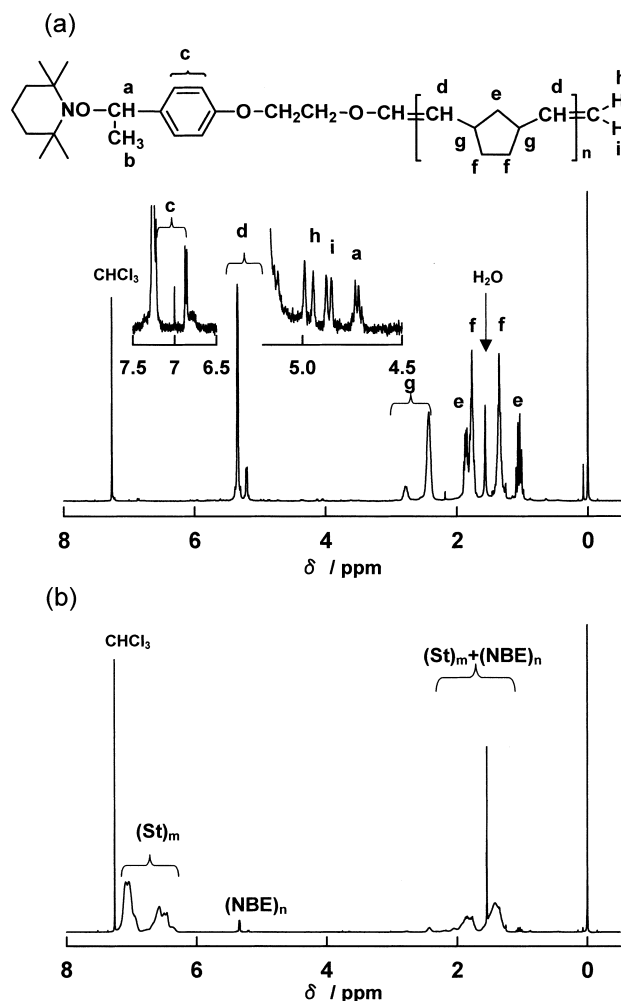 (a)
c
a
d
e
d
h
NO
O—CH₂CH₂—O—CH
CH
CH
CH
H
CH₃
g
g
n
H
b
f
f
i
c
d
h
i
a
H₂O
CHCl₃
f
f
7.5
7
6.5
5.0
4.5
g
e
e
8
6
4
2
0
δ / ppm
(b)
CHCl₃
(St)ₘ+(NBE)ₙ
(St)ₘ
(NBE)ₙ
8
6
4
2
0
δ / ppm